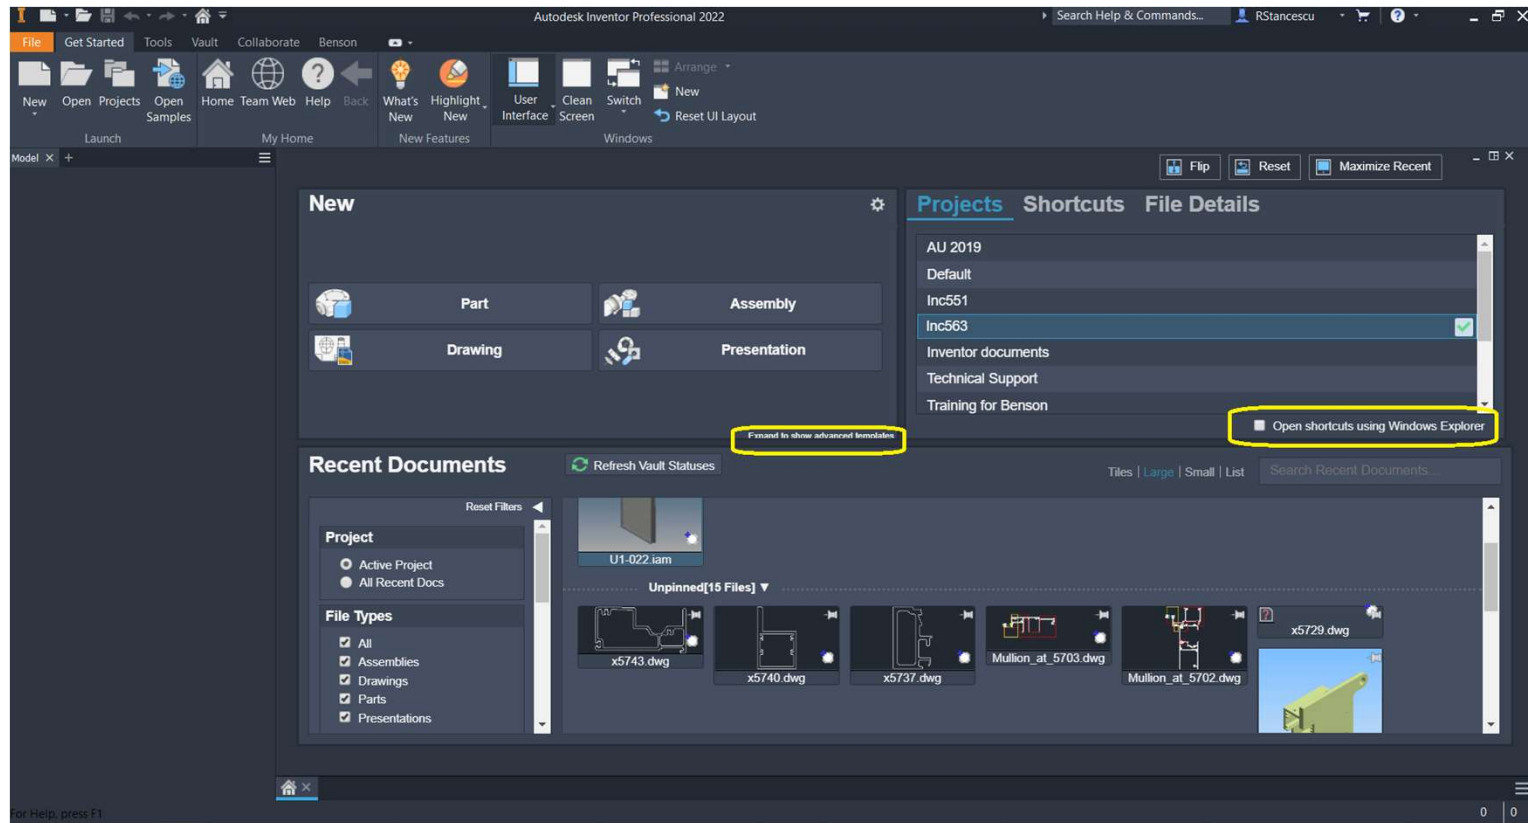 Autodesk Inventor Professional 2022
Search Help & Commands...
RStancescu
File Get Started Tools Vault Collaborate Benson
New Open Projects Open Samples
Home Team Web Help Back
What's New Highlight New
User Interface Clean Screen Switch
Arrange
New
Reset UI Layout
Launch My Home New Features Windows
Model
Flip Reset Maximize Recent
New
Part Assembly
Drawing Presentation
Expand to show advanced templates
Projects Shortcuts File Details
AU 2019
Default
Inc551
Inc563
Inventor documents
Technical Support
Training for Benson
Open shortcuts using Windows Explorer
Recent Documents
Refresh Vault Statuses
Tiles | Large | Small | List
Search Recent Documents...
Reset Filters
Project
Active Project
All Recent Docs
File Types
All
Assemblies
Drawings
Parts
Presentations
U1-022.iam
Unpinned[15 Files] ▼
x5743.dwg
x5740.dwg
x5737.dwg
Mullion_at_5703.dwg
Mullion_at_5702.dwg
x5729.dwg
For Help, press F1
0 0